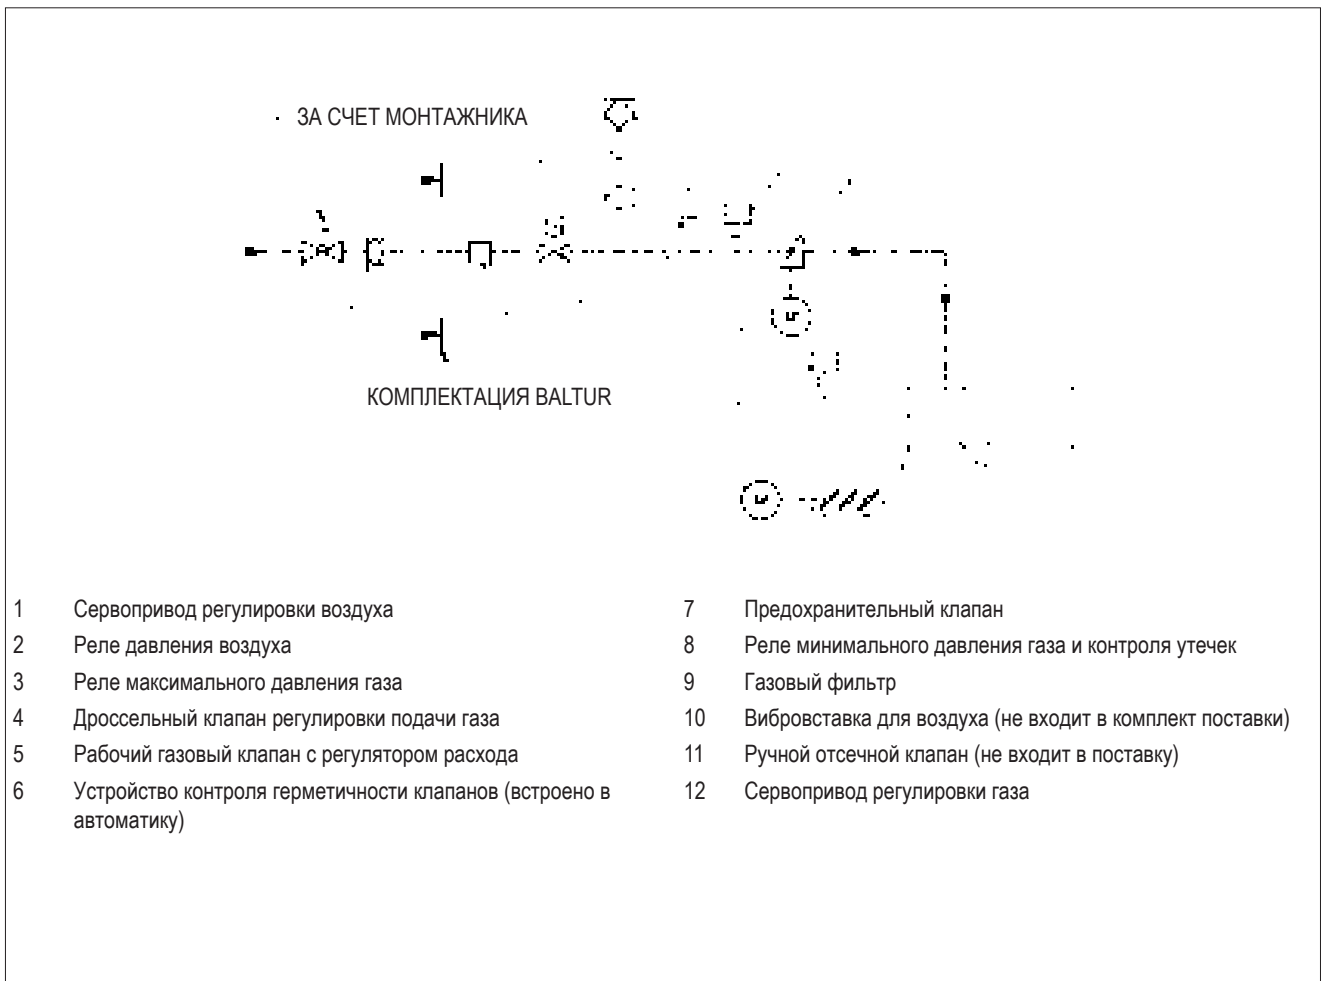 ЗА СЧЕТ МОНТАЖНИКА
КОМПЛЕКТАЦИЯ BALTUR
1 Сервопривод регулировки воздуха
2 Реле давления воздуха
3 Реле максимального давления газа
4 Дроссельный клапан регулировки подачи газа
5 Рабочий газовый клапан с регулятором расхода
6 Устройство контроля герметичности клапанов (встроено в
автоматику)
7 Предохранительный клапан
8 Реле минимального давления газа и контроля утечек
9 Газовый фильтр
10 Вибровставка для воздуха (не входит в комплект поставки)
11 Ручной отсечной клапан (не входит в поставку)
12 Сервопривод регулировки газа